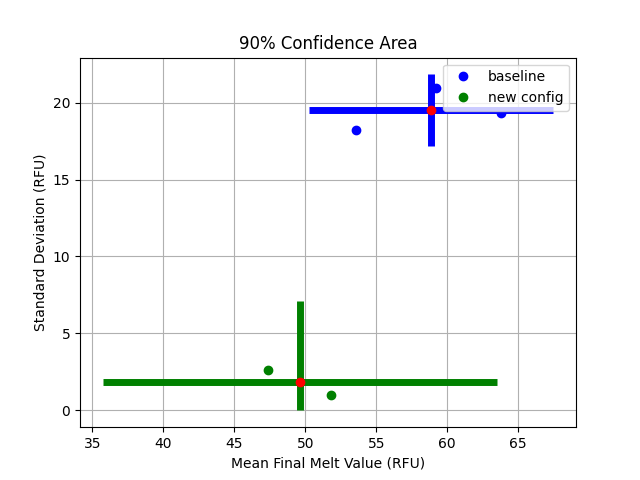 90% Confidence Area
baseline
new config
20
15
10
5
0
Standard Deviation (RFU)
35 40 45 50 55 60 65
Mean Final Melt Value (RFU)